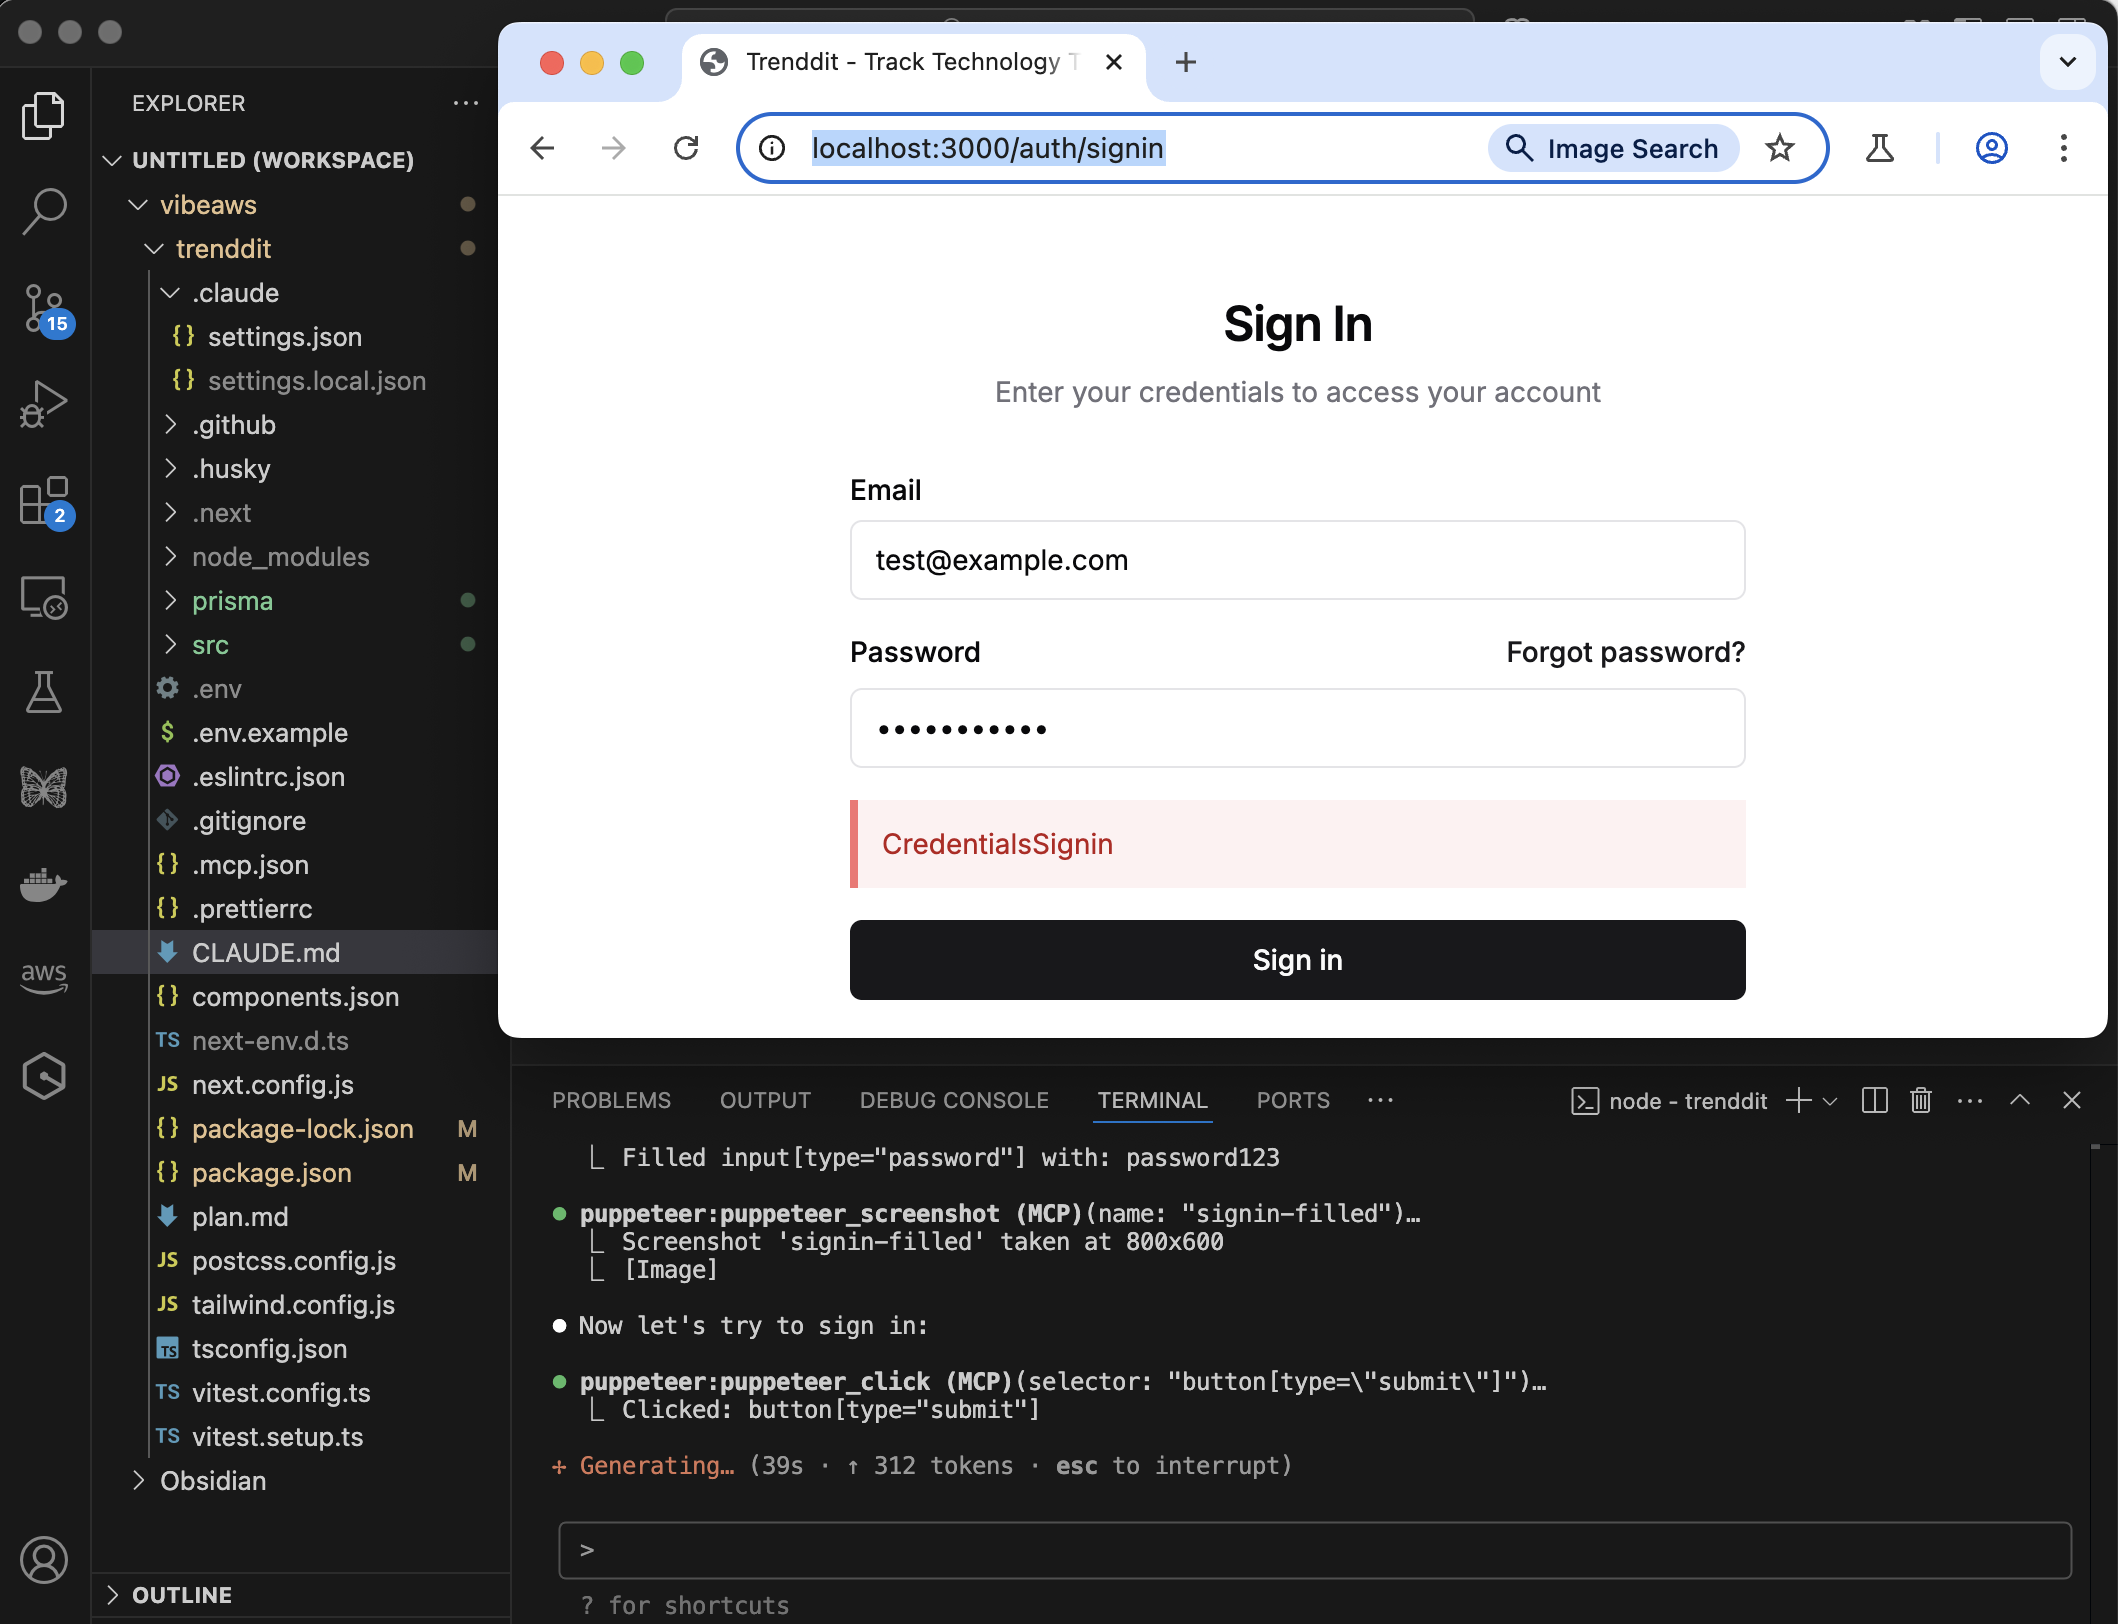 EXPLORER
UNTITLED (WORKSPACE)
vibeaws
trenddit
.claude
{} settings.json
{} settings.local.json
.github
.husky
.next
node_modules
prisma
src
.env
$ .env.example
.eslintrc.json
.gitignore
{} .mcp.json
{} .prettierrc
CLAUDE.md
{} components.json
TS next-env.d.ts
JS next.config.js
{} package-lock.json M
{} package.json M
plan.md
JS postcss.config.js
JS tailwind.config.js
TS tsconfig.json
TS vitest.config.ts
TS vitest.setup.ts
Obsidian
OUTLINE
15
2
aws
Trenddit - Track Technology T
localhost:3000/auth/signin
Image Search
Sign In
Enter your credentials to access your account
Email
test@example.com
Password Forgot password?
•••••••••••
CredentialsSignin
Sign in
PROBLEMS OUTPUT DEBUG CONSOLE TERMINAL PORTS ··· node - trenddit
⎿ Filled input[type="password"] with: password123
● puppeteer:puppeteer_screenshot (MCP)(name: "signin-filled")…
⎿ Screenshot 'signin-filled' taken at 800x600
⎿ [Image]
● Now let's try to sign in:
● puppeteer:puppeteer_click (MCP)(selector: "button[type=\"submit\"]")…
⎿ Clicked: button[type="submit"]
✢ Generating… (39s · ↑ 312 tokens · esc to interrupt)
>
? for shortcuts